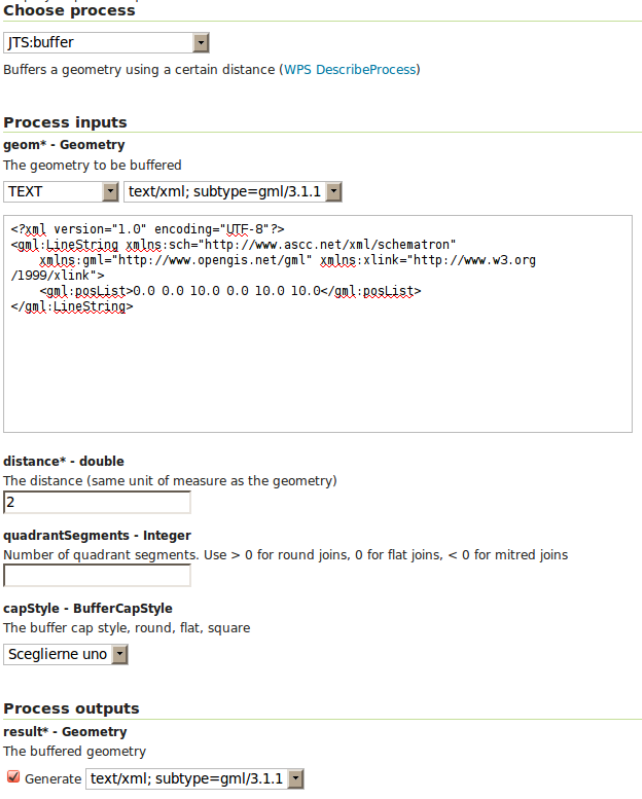 Choose process
JTS:buffer
Buffers a geometry using a certain distance (WPS DescribeProcess)
Process inputs
geom* - Geometry
The geometry to be buffered
TEXT text/xml; subtype=gml/3.1.1
<?xml version="1.0" encoding="UTF-8"?>
<gml:LineString xmlns:sch="http://www.ascc.net/xml/schematron"
xmlns:gml="http://www.opengis.net/gml" xmlns:xlink="http://www.w3.org
/1999/xlink">
<gml:posList>0.0 0.0 10.0 0.0 10.0 10.0</gml:posList>
</gml:LineString>
distance* - double
The distance (same unit of measure as the geometry)
2
quadrantSegments - Integer
Number of quadrant segments. Use > 0 for round joins, 0 for flat joins, < 0 for mitred joins
capStyle - BufferCapStyle
The buffer cap style, round, flat, square
Sceglierne uno
Process outputs
result* - Geometry
The buffered geometry
Generate text/xml; subtype=gml/3.1.1